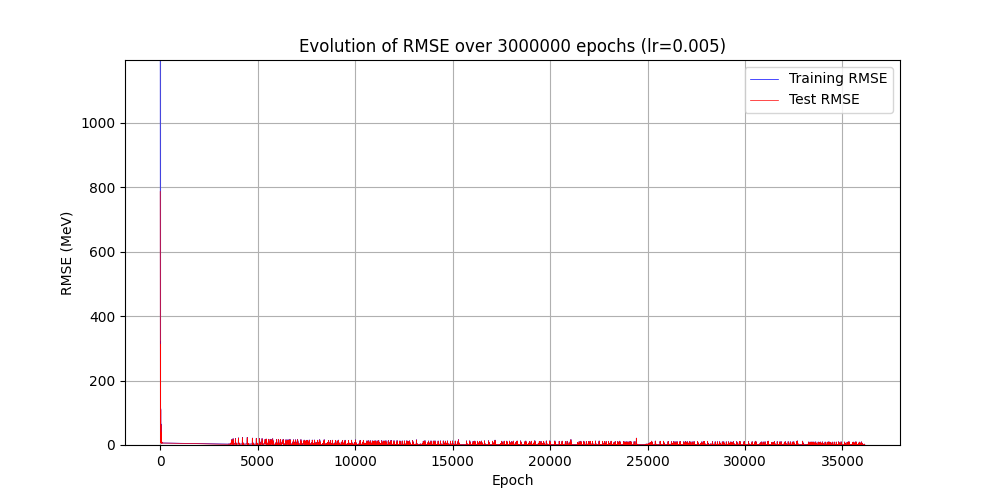 Evolution of RMSE over 3000000 epochs (lr=0.005)
Training RMSE
Test RMSE
RMSE (MeV)
1000
800
600
400
200
0
0
5000
10000
15000
20000
25000
30000
35000
Epoch